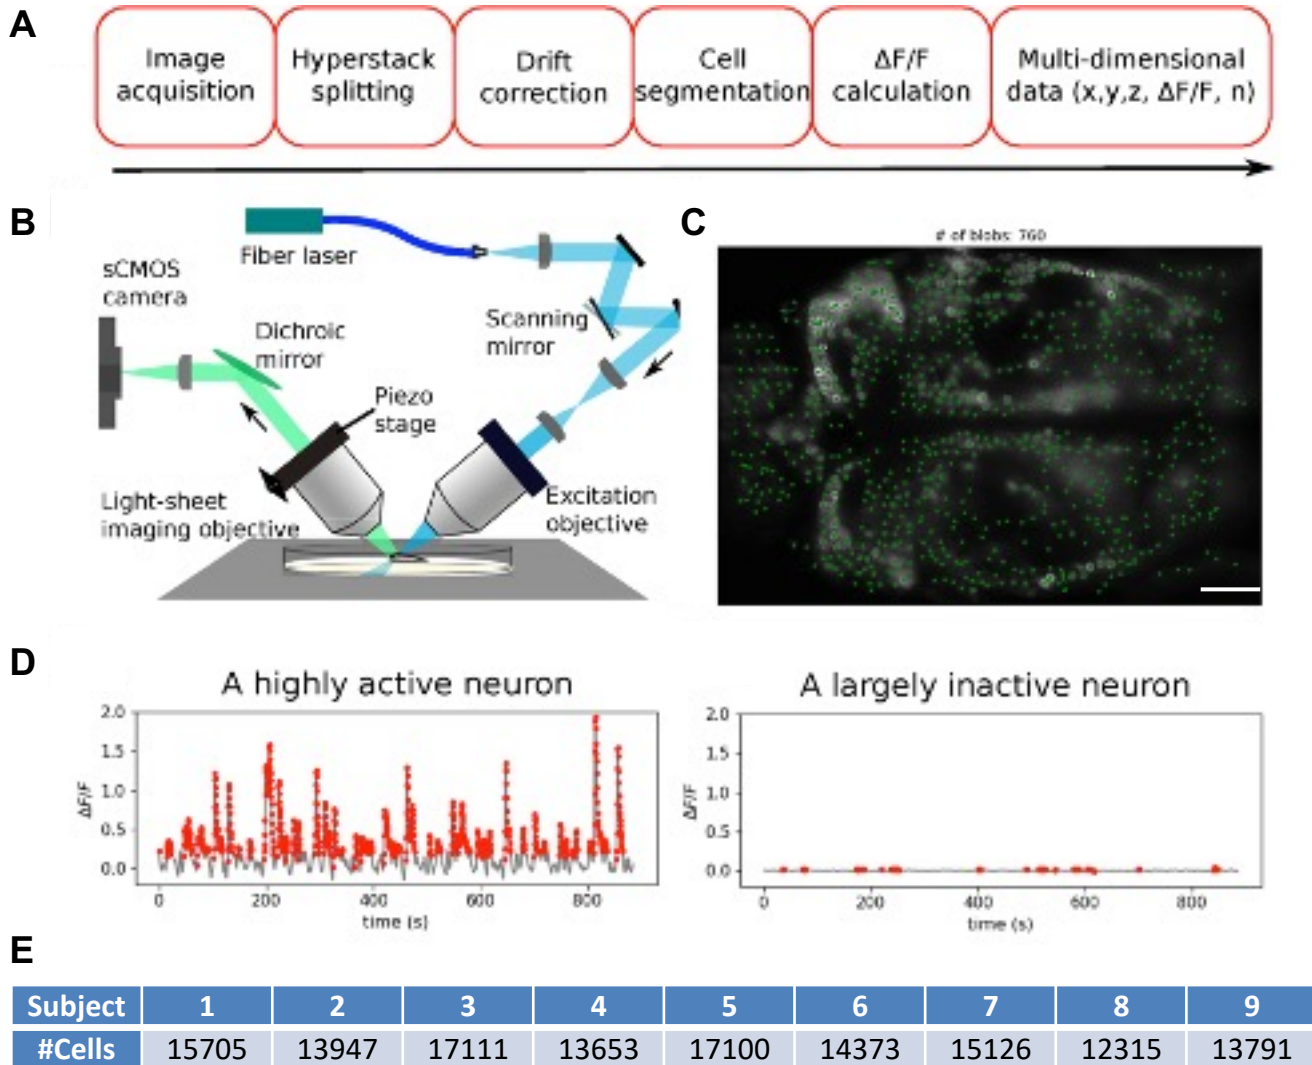 A
Image
acquisition
Hyperstack
splitting
Drift
correction
Cell
segmentation
ΔF/F
calculation
Multi-dimensional
data (x,y,z, ΔF/F, n)
B
Fiber laser
sCMOS
camera
Dichroic
mirror
Scanning
mirror
Piezo
stage
Light-sheet
imaging objective
Excitation
objective
C
# of blobs: 760
D
A highly active neuron
2.0
1.5
1.0
0.5
0.0
ΔF/F
0 200 400 600 800
time (s)
A largely inactive neuron
2.0
1.5
1.0
0.5
0.0
ΔF/F
0 200 400 600 800
time (s)
E
Subject 1 2 3 4 5 6 7 8 9
#Cells 15705 13947 17111 13653 17100 14373 15126 12315 13791